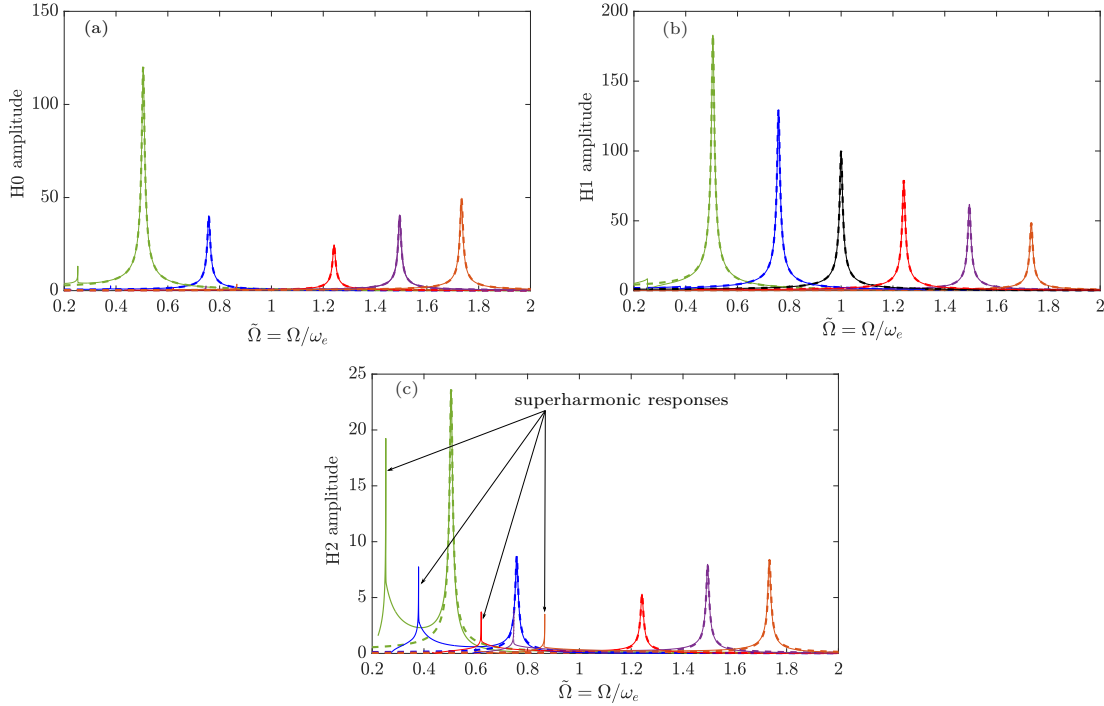 (a)
150
100
50
0
H0 amplitude
0.2 0.4 0.6 0.8 1 1.2 1.4 1.6 1.8 2
Ω̃ = Ω/ωₑ
(b)
200
150
100
50
0
H1 amplitude
0.2 0.4 0.6 0.8 1 1.2 1.4 1.6 1.8 2
Ω̃ = Ω/ωₑ
(c)
superharmonic responses
25
20
15
10
5
0
H2 amplitude
0.2 0.4 0.6 0.8 1 1.2 1.4 1.6 1.8 2
Ω̃ = Ω/ωₑ